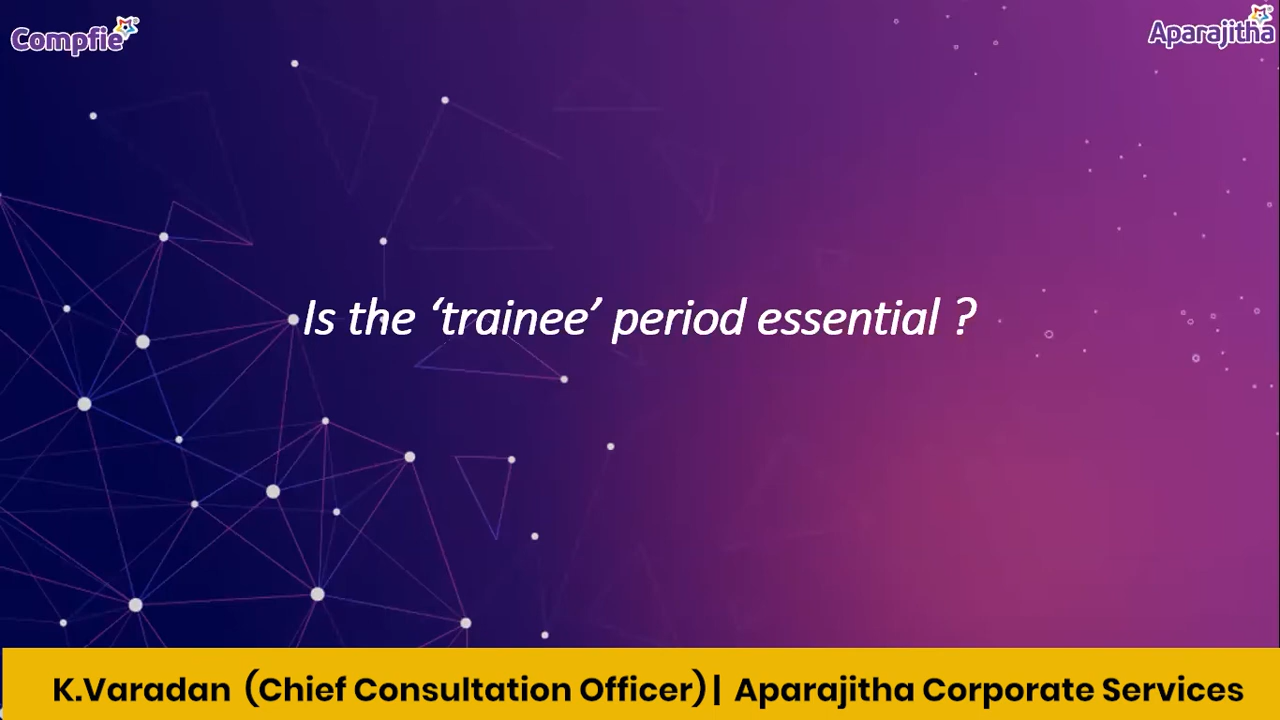 Compfie
Aparajitha
Is the ‘trainee’ period essential ?
K.Varadan (Chief Consultation Officer) | Aparajitha Corporate Services